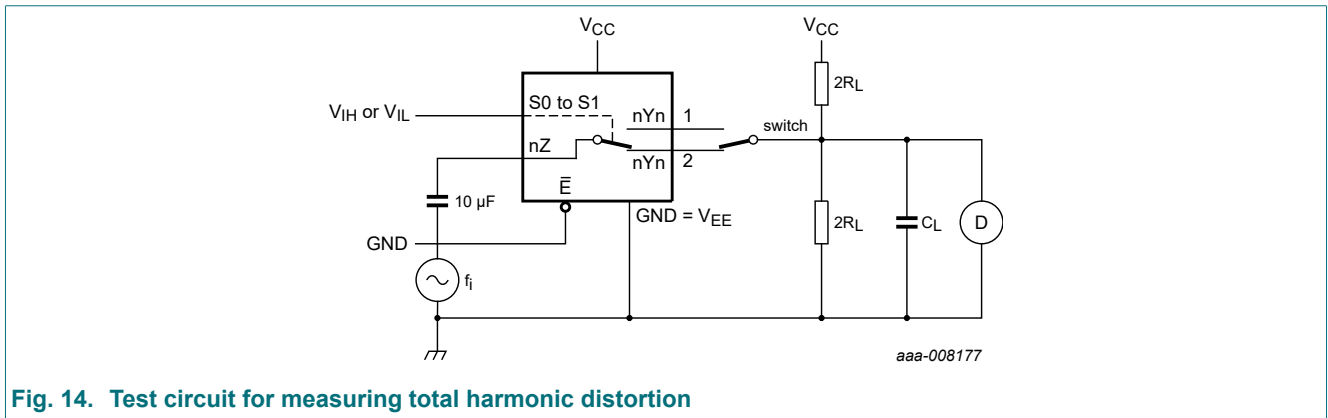 VCC
VCC
2RL
S0 to S1
VIH or VIL
nYn
1
switch
nZ
nYn
2
Ē
10 µF
GND = VEE
2RL
CL
D
GND
fi
aaa-008177
Fig. 14. Test circuit for measuring total harmonic distortion